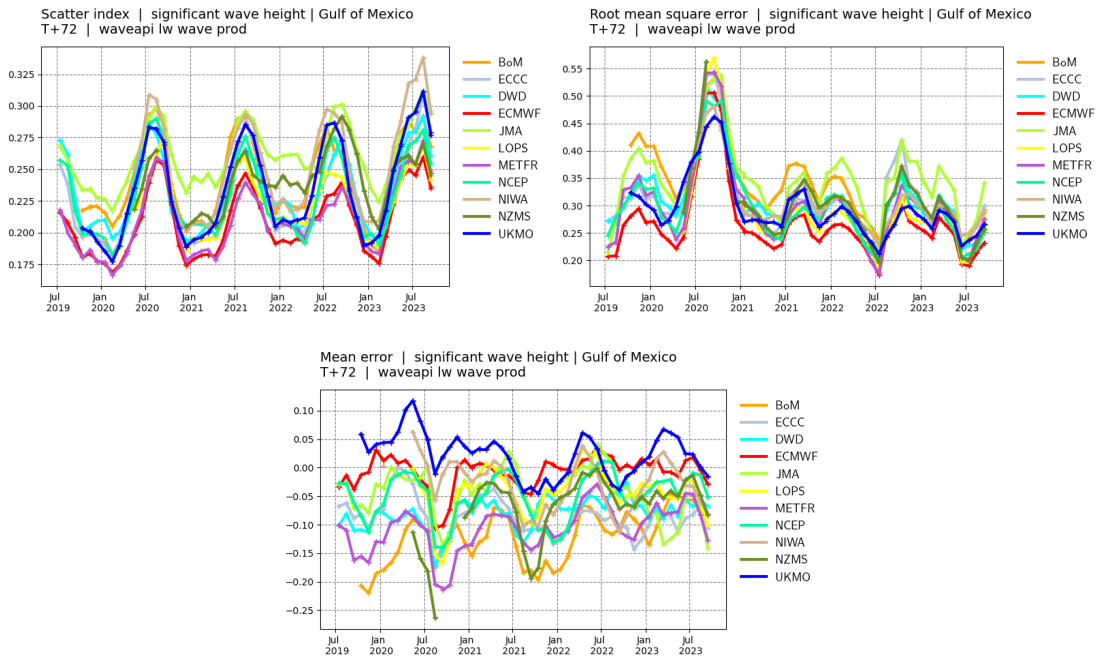 Scatter index | significant wave height | Gulf of Mexico
T+72 | waveapi lw wave prod
0.325
0.300
0.275
0.250
0.225
0.200
0.175
Jul 2019
Jan 2020
Jul 2020
Jan 2021
Jul 2021
Jan 2022
Jul 2022
Jan 2023
Jul 2023
BoM
ECCC
DWD
ECMWF
JMA
LOPS
METFR
NCEP
NIWA
NZMS
UKMO
Root mean square error | significant wave height | Gulf of Mexico
T+72 | waveapi lw wave prod
0.55
0.50
0.45
0.40
0.35
0.30
0.25
0.20
Jul 2019
Jan 2020
Jul 2020
Jan 2021
Jul 2021
Jan 2022
Jul 2022
Jan 2023
Jul 2023
BoM
ECCC
DWD
ECMWF
JMA
LOPS
METFR
NCEP
NIWA
NZMS
UKMO
Mean error | significant wave height | Gulf of Mexico
T+72 | waveapi lw wave prod
0.10
0.05
0.00
−0.05
−0.10
−0.15
−0.20
−0.25
Jul 2019
Jan 2020
Jul 2020
Jan 2021
Jul 2021
Jan 2022
Jul 2022
Jan 2023
Jul 2023
BoM
ECCC
DWD
ECMWF
JMA
LOPS
METFR
NCEP
NIWA
NZMS
UKMO